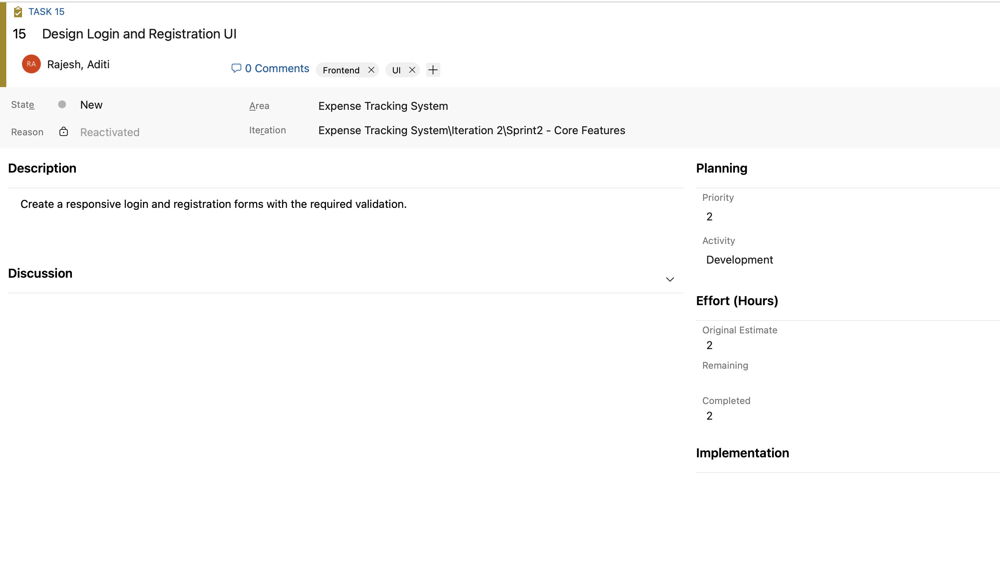 TASK 15
15 Design Login and Registration UI
RA Rajesh, Aditi 0 Comments Frontend UI
State New Area Expense Tracking System
Reason Reactivated Iteration Expense Tracking System\Iteration 2\Sprint2 - Core Features
Description
Create a responsive login and registration forms with the required validation.
Discussion
Planning
Priority
2
Activity
Development
Effort (Hours)
Original Estimate
2
Remaining
Completed
2
Implementation